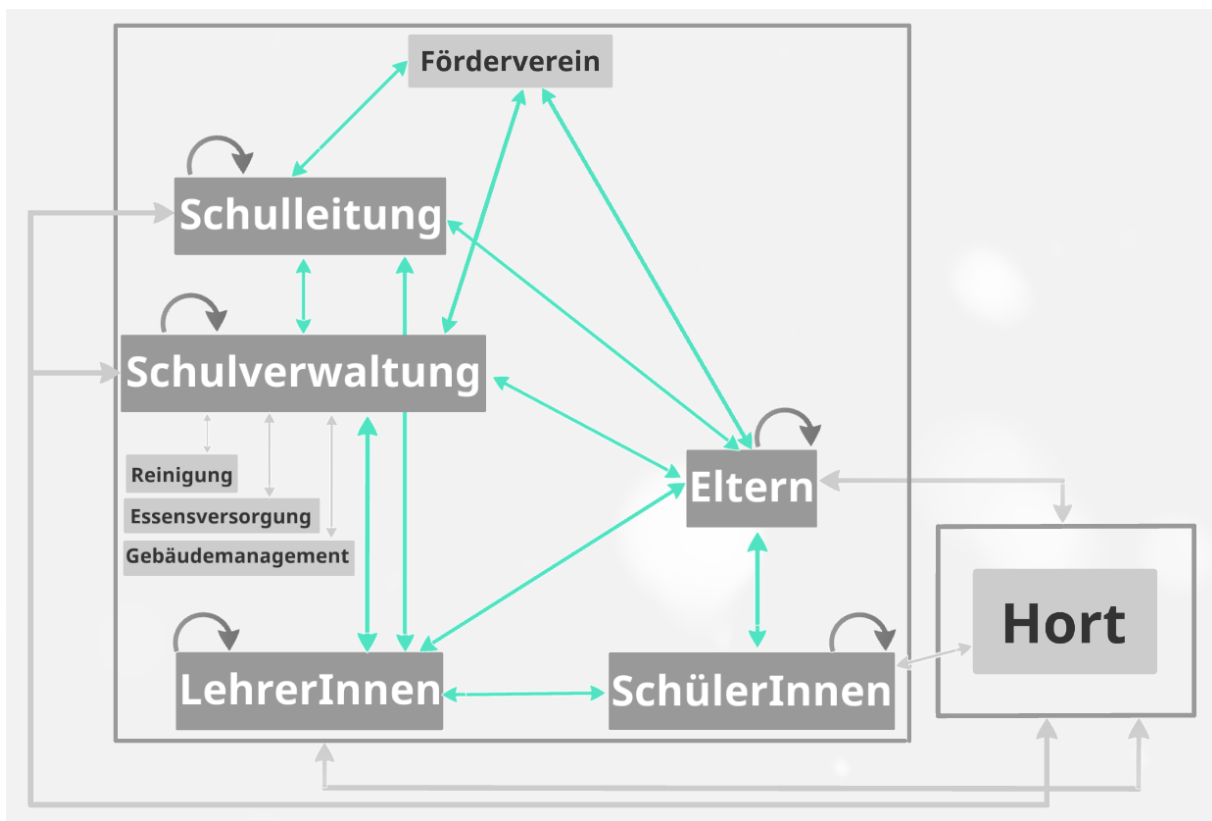 Förderverein
Schulleitung
Schulverwaltung
Reinigung
Essensversorgung
Gebäudemanagement
Eltern
Hort
LehrerInnen
SchülerInnen